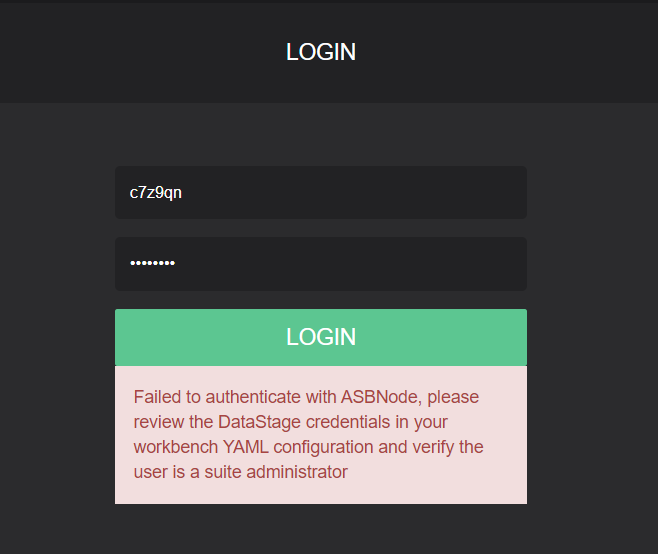 LOGIN
c7z9qn
••••••••
LOGIN
Failed to authenticate with ASBNode, please
review the DataStage credentials in your
workbench YAML configuration and verify the
user is a suite administrator